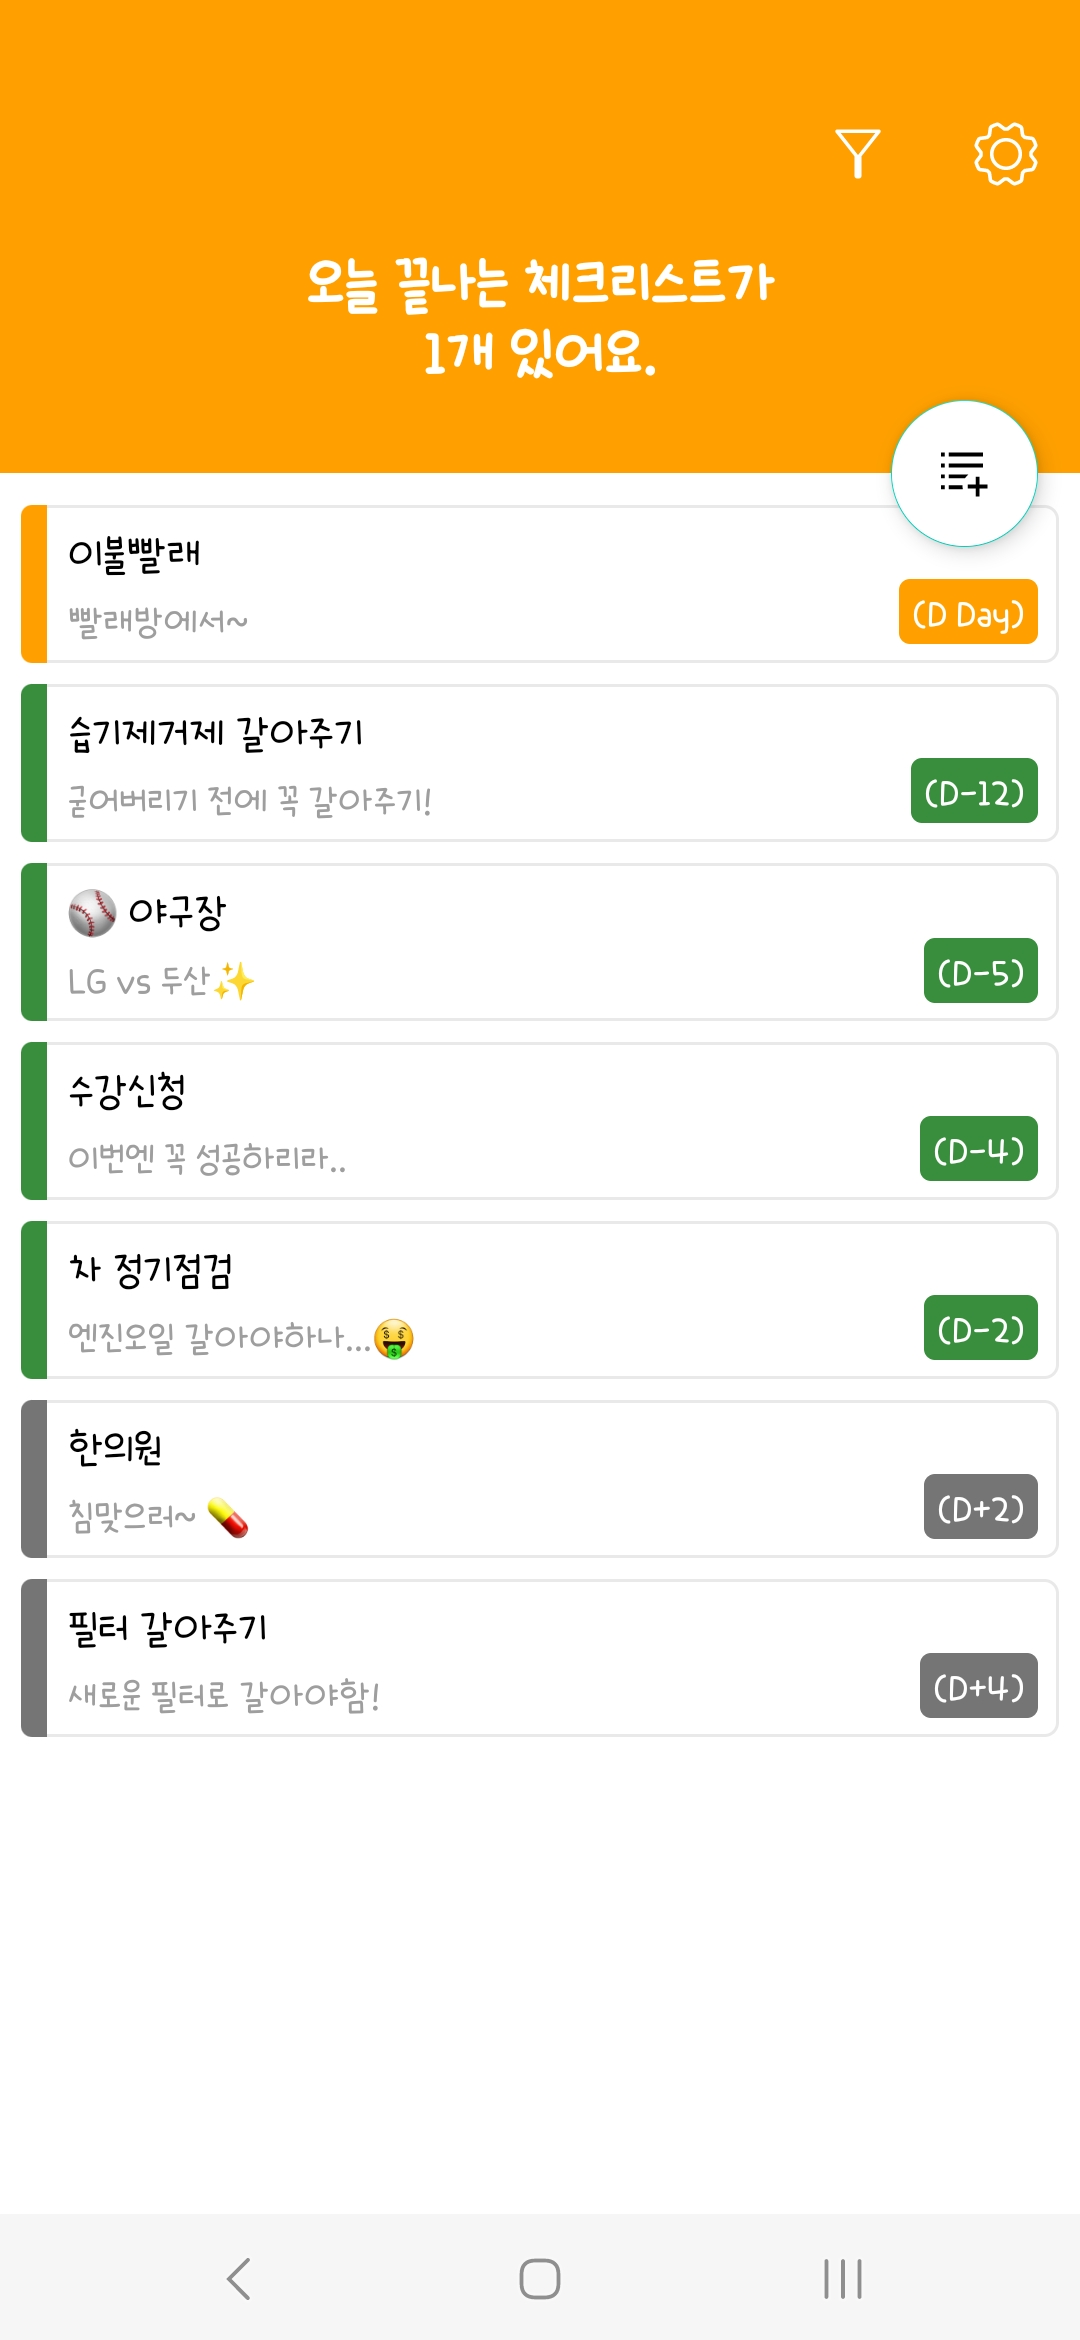 오늘 끝나는 체크리스트가
1개 있어요.
이불빨래
빨래방에서~
(D Day)
습기제거제 갈아주기
굳어버리기 전에 꼭 갈아주기!
(D-12)
⚾ 야구장
LG vs 두산✨
(D-5)
수강신청
이번엔 꼭 성공하리라..
(D-4)
차 정기점검
엔진오일 갈아야하나...🤑
(D-2)
한의원
침맞으러~ 💊
(D+2)
필터 갈아주기
새로운 필터로 갈아야함!
(D+4)